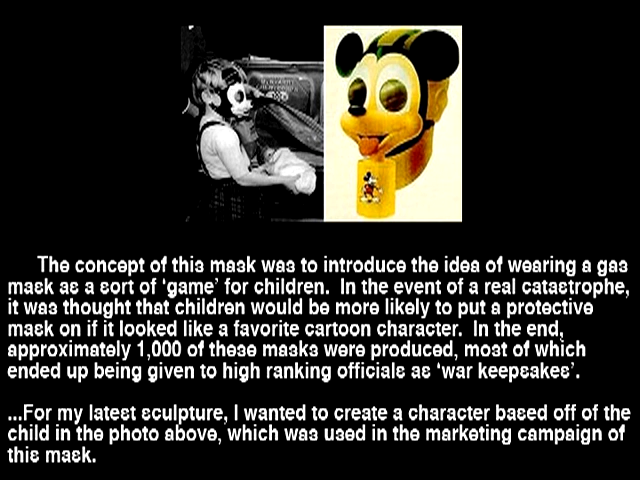 The concept of this mask was to introduce the idea of wearing a gas
mask as a sort of 'game' for children. In the event of a real catastrophe,
it was thought that children would be more likely to put a protective
mask on if it looked like a favorite cartoon character. In the end,
approximately 1,000 of these masks were produced, most of which
ended up being given to high ranking officials as 'war keepsakes'.
...For my latest sculpture, I wanted to create a character based off of the
child in the photo above, which was used in the marketing campaign of
this mask.